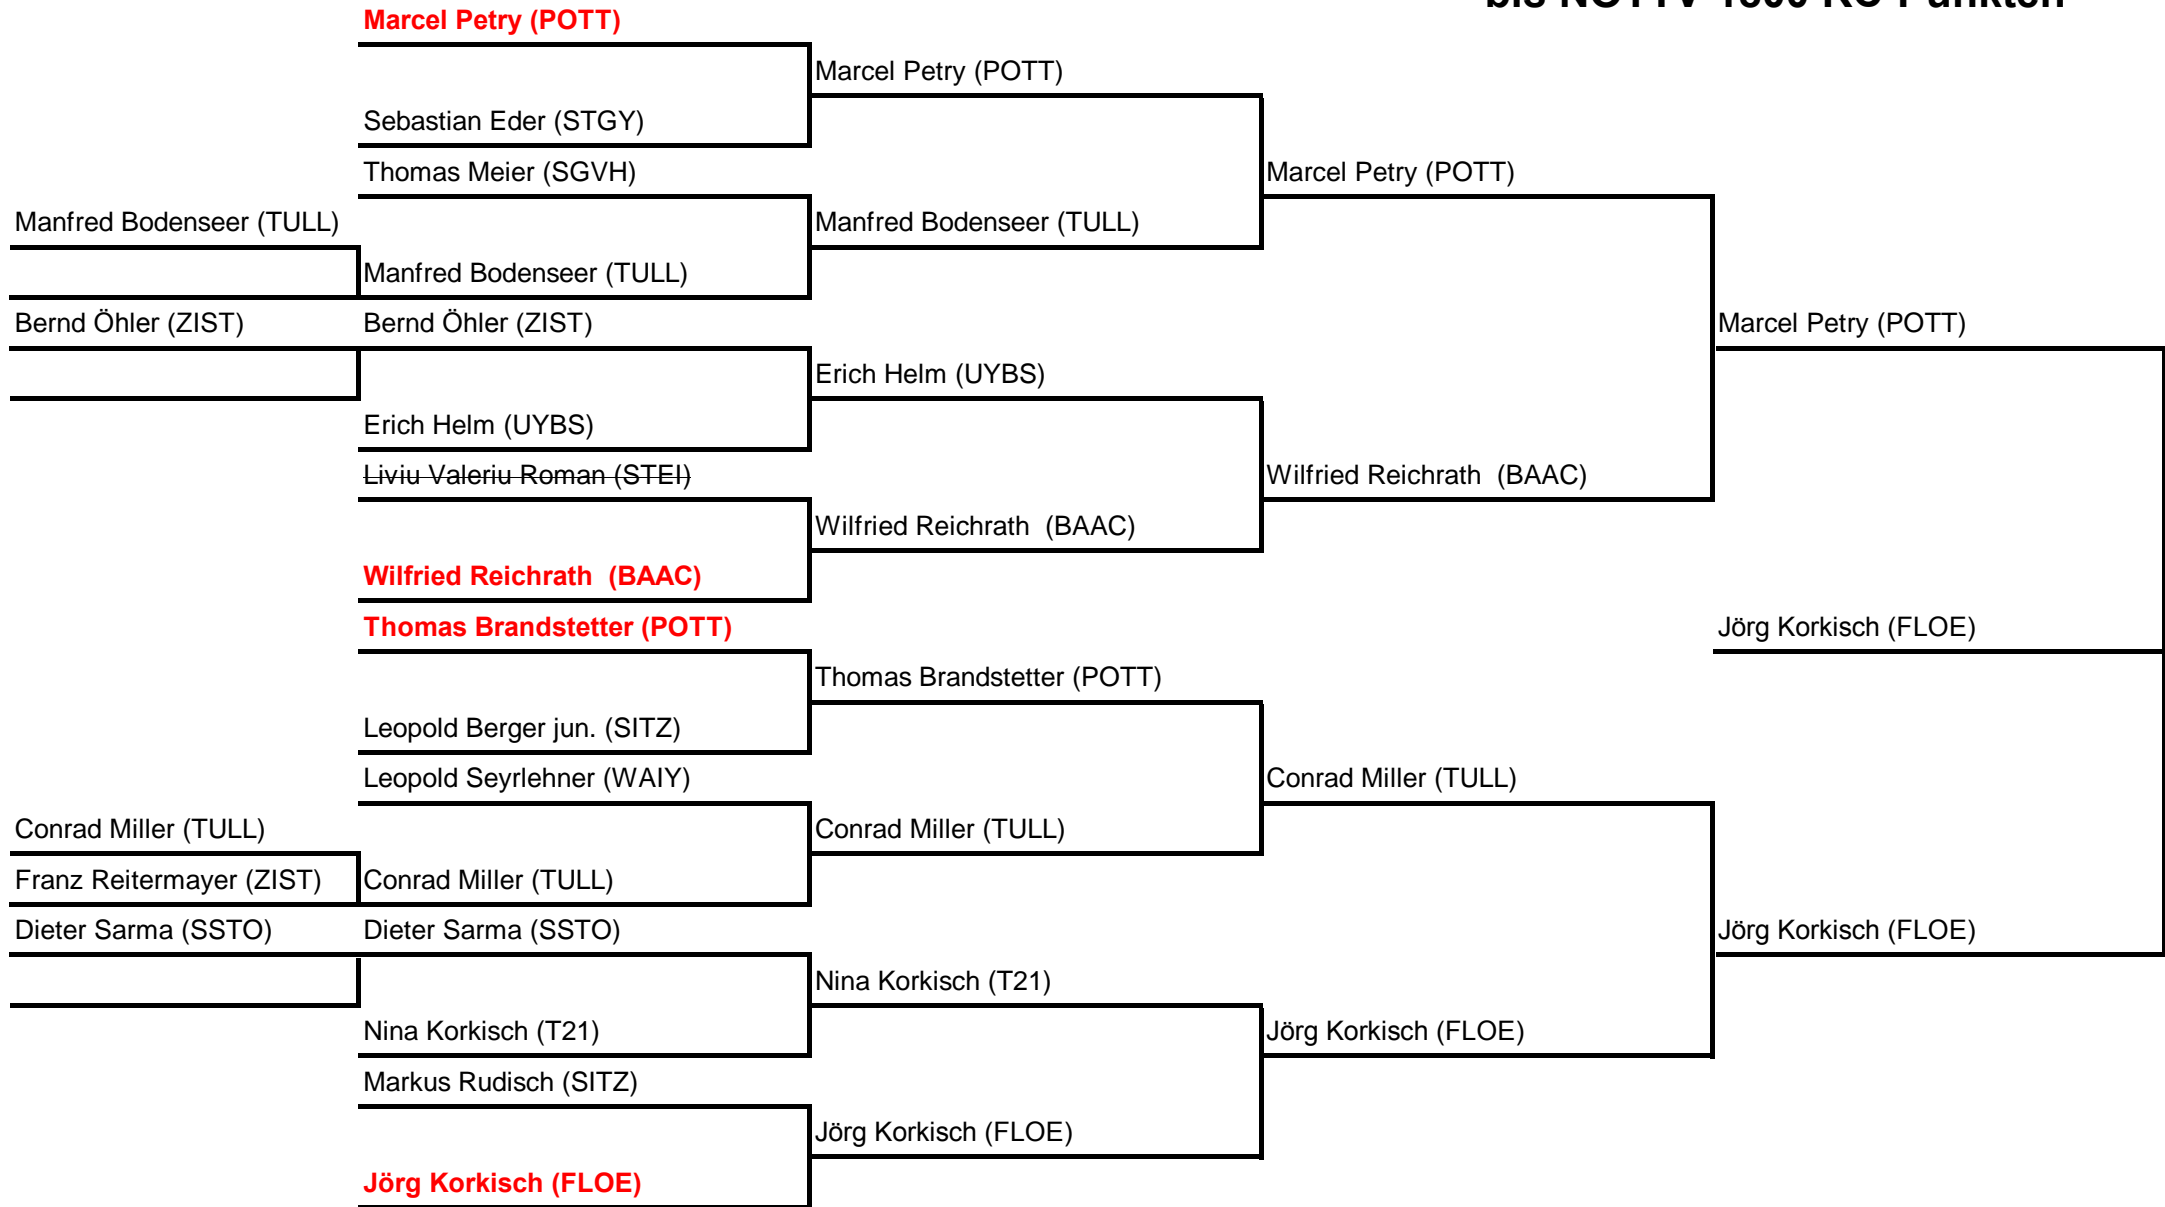 Marcel Petry (POTT)
Marcel Petry (POTT)
Sebastian Eder (STGY)
Thomas Meier (SGVH)
Marcel Petry (POTT)
Manfred Bodenseer (TULL)
Manfred Bodenseer (TULL)
Manfred Bodenseer (TULL)
Bernd Öhler (ZIST)
Bernd Öhler (ZIST)
Marcel Petry (POTT)
Erich Helm (UYBS)
Erich Helm (UYBS)
Liviu Valeriu Roman (STEI)
Wilfried Reichrath (BAAC)
Wilfried Reichrath (BAAC)
Wilfried Reichrath (BAAC)
Thomas Brandstetter (POTT)
Jörg Korkisch (FLOE)
Thomas Brandstetter (POTT)
Leopold Berger jun. (SITZ)
Leopold Seyrlehner (WAIY)
Conrad Miller (TULL)
Conrad Miller (TULL)
Conrad Miller (TULL)
Franz Reitermayer (ZIST)
Conrad Miller (TULL)
Dieter Sarma (SSTO)
Dieter Sarma (SSTO)
Jörg Korkisch (FLOE)
Nina Korkisch (T21)
Nina Korkisch (T21)
Jörg Korkisch (FLOE)
Markus Rudisch (SITZ)
Jörg Korkisch (FLOE)
Jörg Korkisch (FLOE)